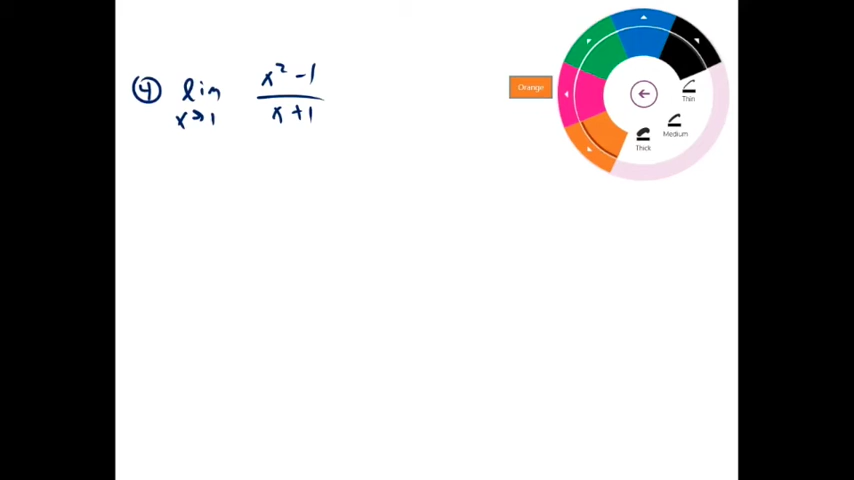 ④ lim x→1 x² - 1 / x + 1
Orange
Thin
Medium
Thick